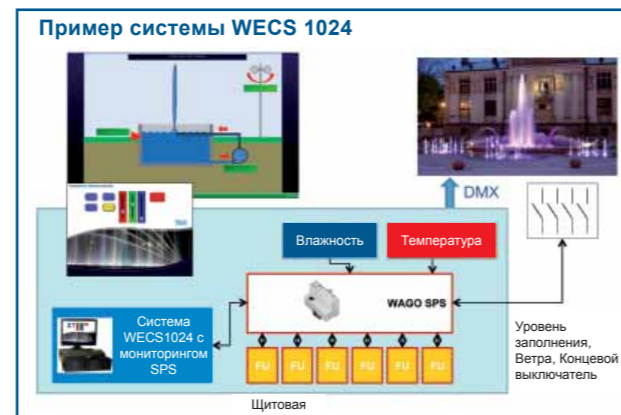 Пример системы WECS 1024
DMX
Влажность
Температура
WAGO SPS
Система
WECS1024 с
мониторингом
SPS
FU FU FU FU FU FU
Уровень
заполнения,
Ветра, Концевой
выключатель
Щитовая